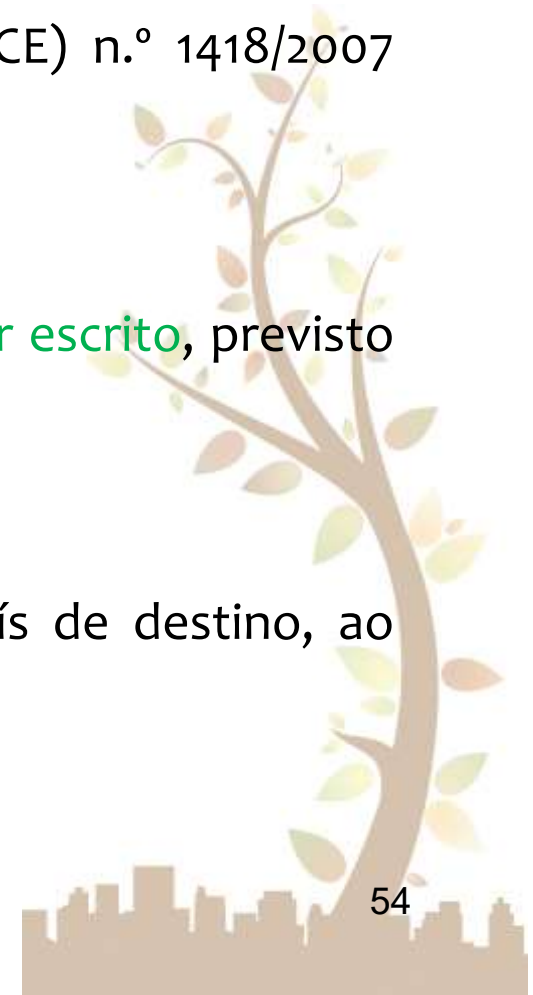 CE) n.º 1418/2007
r escrito, previsto
ís de destino, ao
54